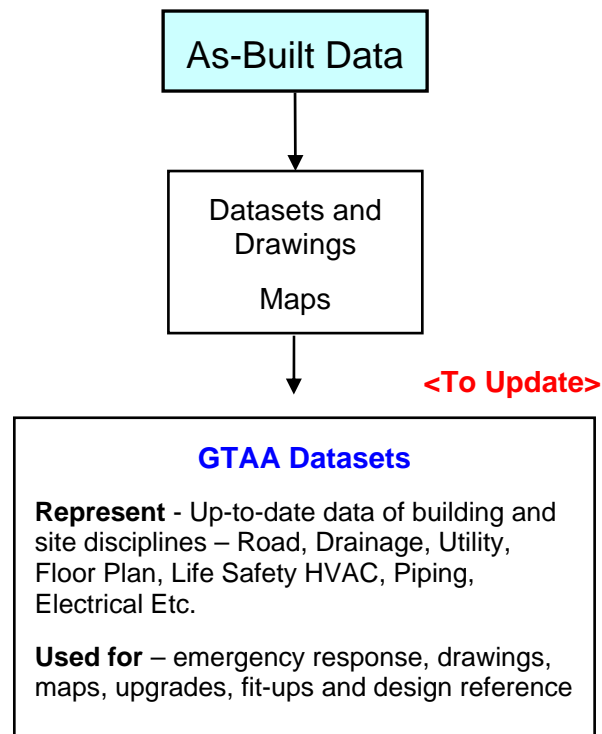 As-Built Data
Datasets and
Drawings
Maps
<To Update>
GTAA Datasets
Represent - Up-to-date data of building and
site disciplines – Road, Drainage, Utility,
Floor Plan, Life Safety HVAC, Piping,
Electrical Etc.
Used for – emergency response, drawings,
maps, upgrades, fit-ups and design reference